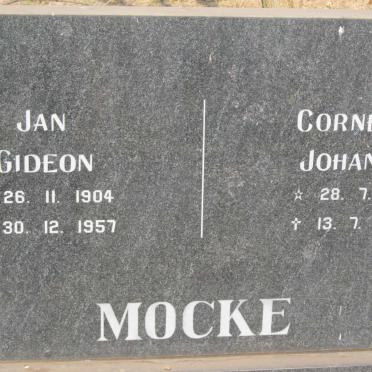 JAN
GIDEON
26. 11. 1904
30. 12. 1957
CORNE
JOHAN
☆ 28. 7.
✝ 13. 7.
MOCKE